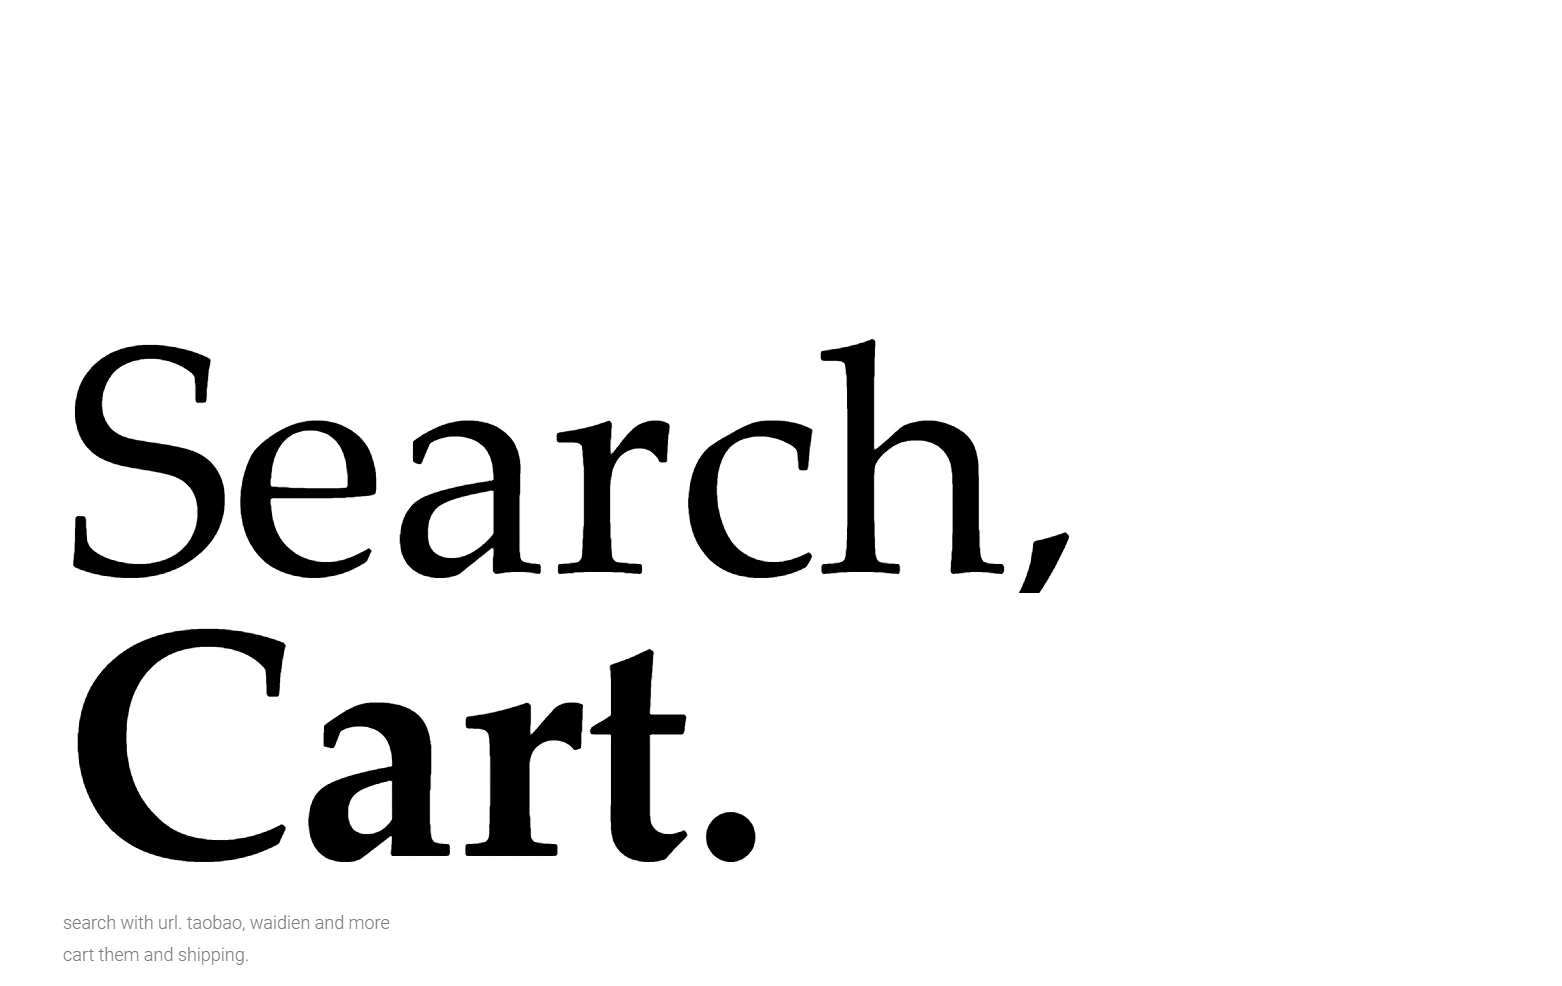 Search,
Cart.
search with url. taobao, waidien and more
cart them and shipping.